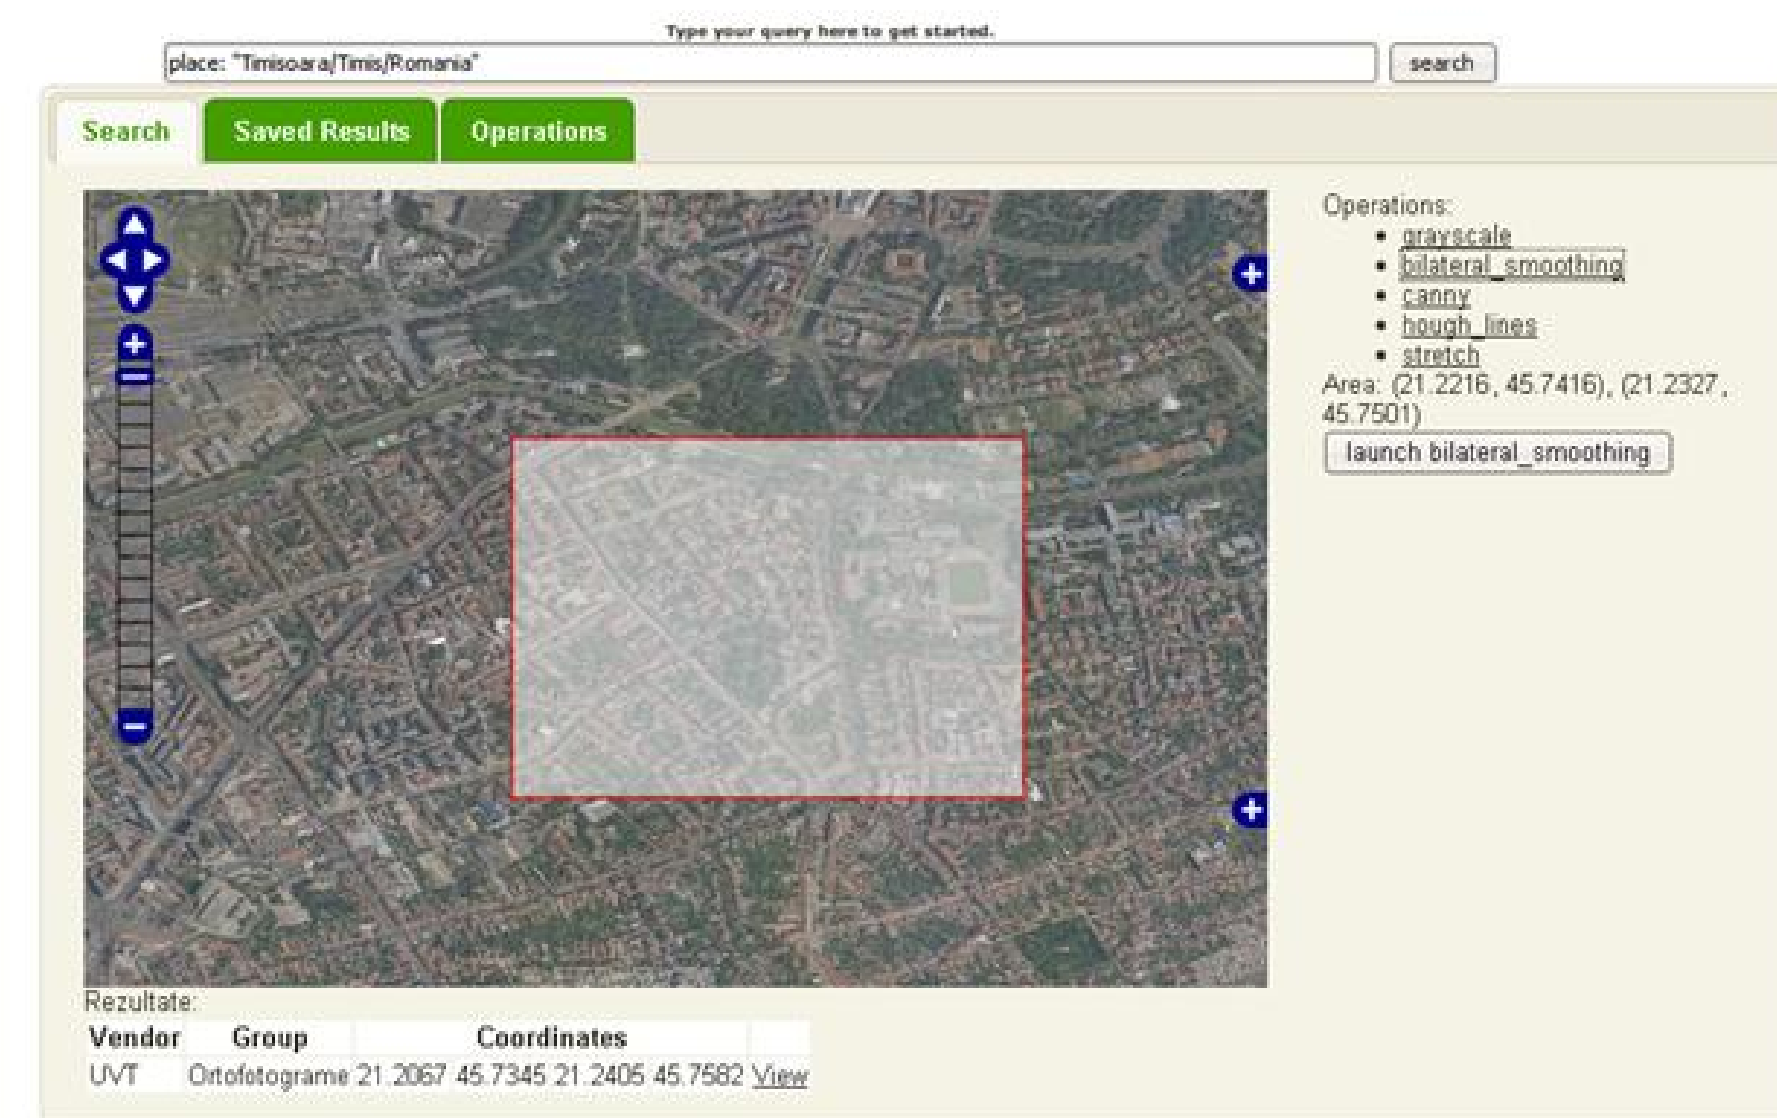 Type your query here to get started.
place: "Timisoara/Timis/Romania"
search
Search
Saved Results
Operations
Operations:
grayscale
bilateral_smoothing
canny
hough_lines
stretch
Area: (21.2216, 45.7416), (21.2327,
45.7501)
launch bilateral_smoothing
Rezultate:
Vendor Group Coordinates
UVT Ortofotograme 21.2067 45.7345 21.2405 45.7582 View